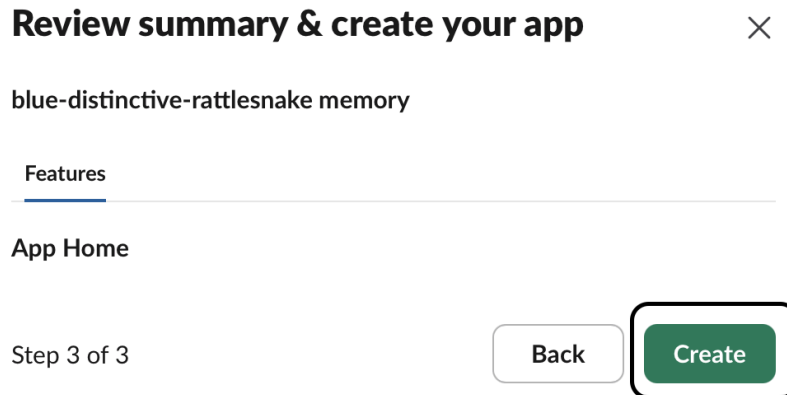 Review summary & create your app
blue-distinctive-rattlesnake memory
Features
App Home
Step 3 of 3
Back
Create